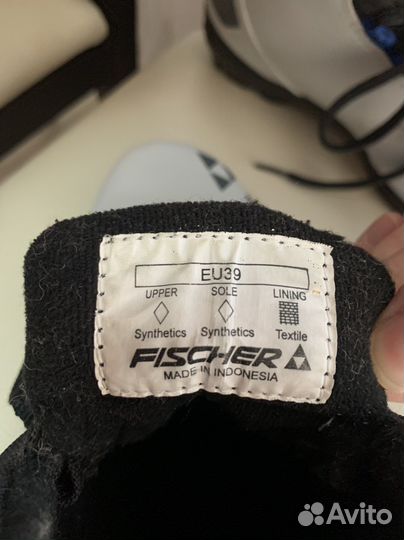 EU39
UPPER SOLE LINING
Synthetics Synthetics Textile
FISCHER
MADE IN INDONESIA
Avito